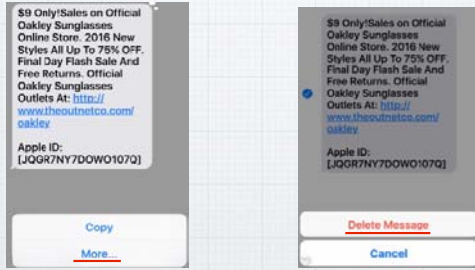 $9 Only!Sales on Official
Oakley Sunglasses
Online Store. 2016 New
Styles All Up To 75% OFF.
Final Day Flash Sale And
Free Returns. Official
Oakley Sunglasses
Outlets At: http://
www.theoutnetco.com/
oakley
Apple ID:
[JQGR7NY7DOWO107Q]
Copy
More...
$9 Only!Sales on Official
Oakley Sunglasses
Online Store. 2016 New
Styles All Up To 75% OFF.
Final Day Flash Sale And
Free Returns. Official
Oakley Sunglasses
Outlets At: http://
www.theoutnetco.com/
oakley
Apple ID:
[JQGR7NY7DOWO107Q]
Delete Message
Cancel